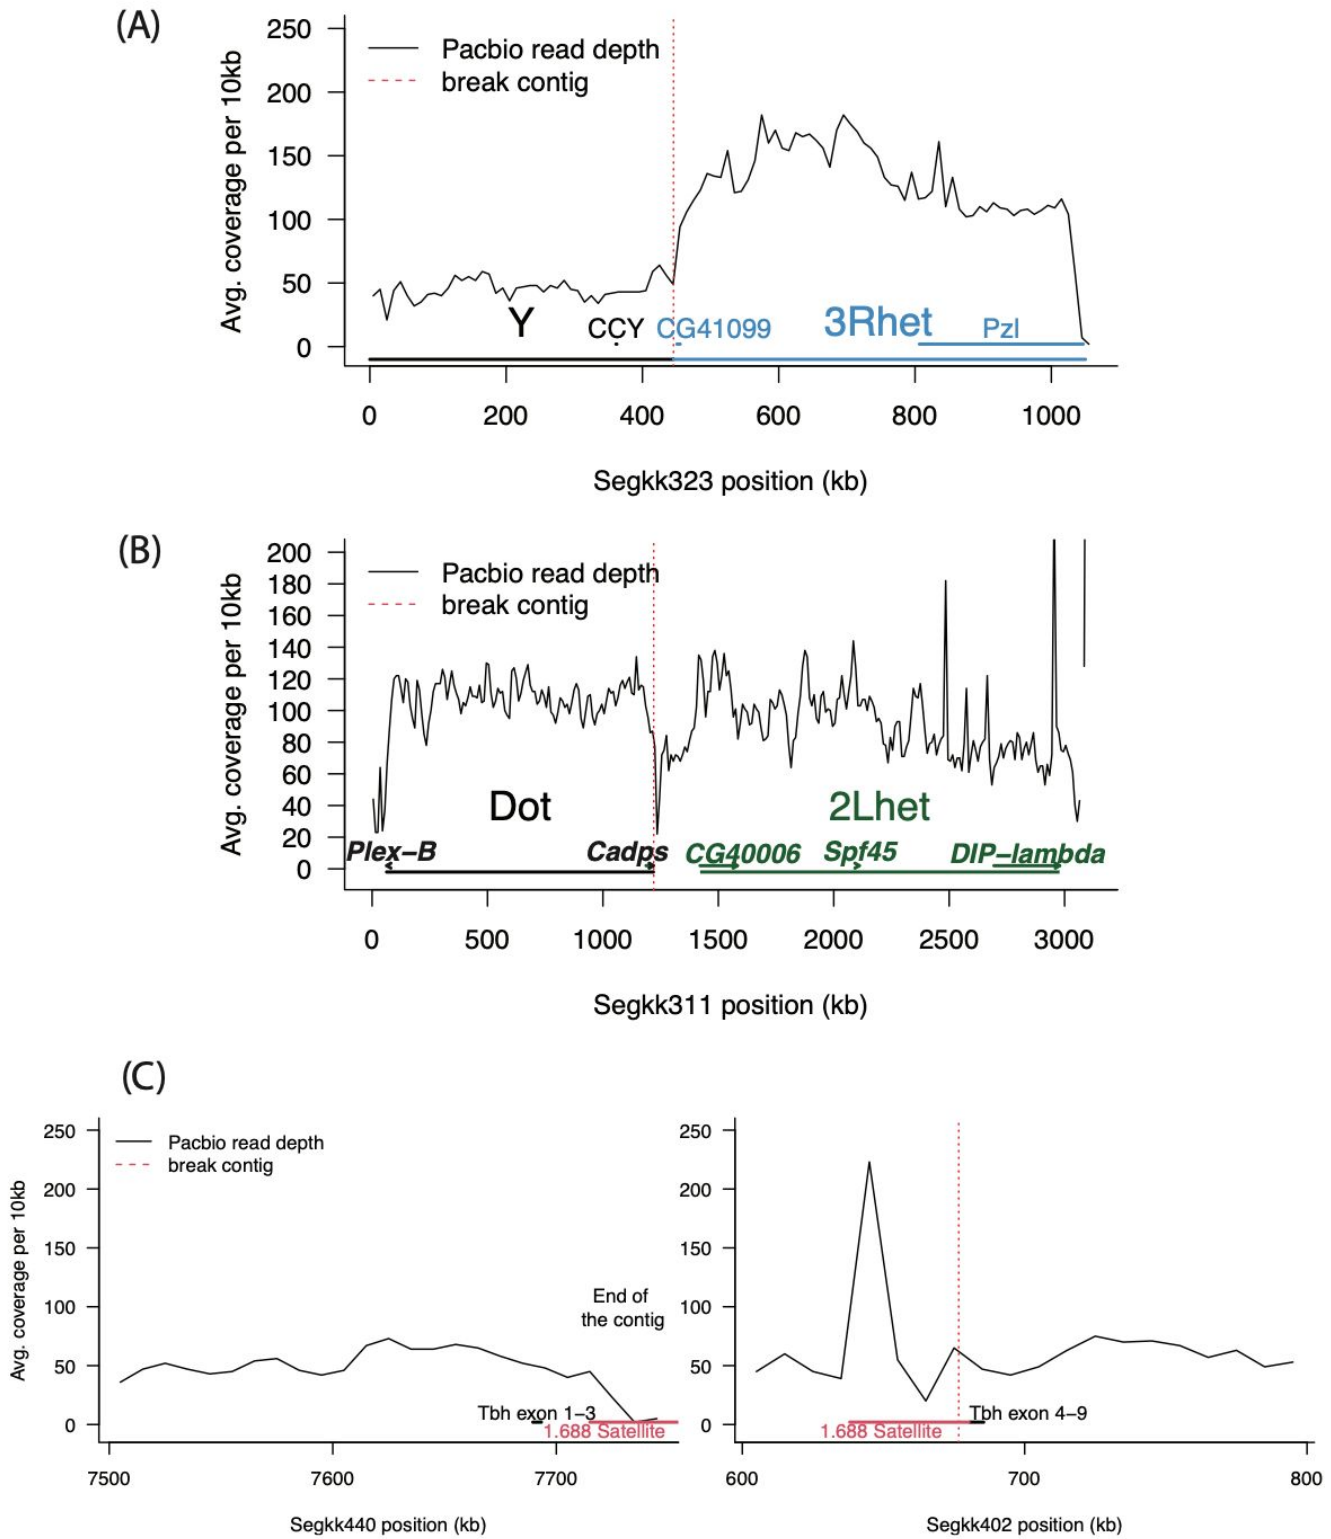 (A)
Avg. coverage per 10kb
250
200
150
100
50
0
Pacbio read depth
break contig
Y
CCY
CG41099
3Rhet
Pzl
0 200 400 600 800 1000
Segkk323 position (kb)
(B)
Avg. coverage per 10kb
200
180
160
140
120
100
80
60
40
20
0
Pacbio read depth
break contig
Dot
2Lhet
Plex−B
Cadps
CG40006
Spf45
DIP−lambda
0 500 1000 1500 2000 2500 3000
Segkk311 position (kb)
(C)
Avg. coverage per 10kb
250
200
150
100
50
0
Pacbio read depth
break contig
End of
the contig
Tbh exon 1−3
1.688 Satellite
7500 7600 7700
Segkk440 position (kb)
250
200
150
100
50
0
Tbh exon 4−9
1.688 Satellite
600 700 800
Segkk402 position (kb)